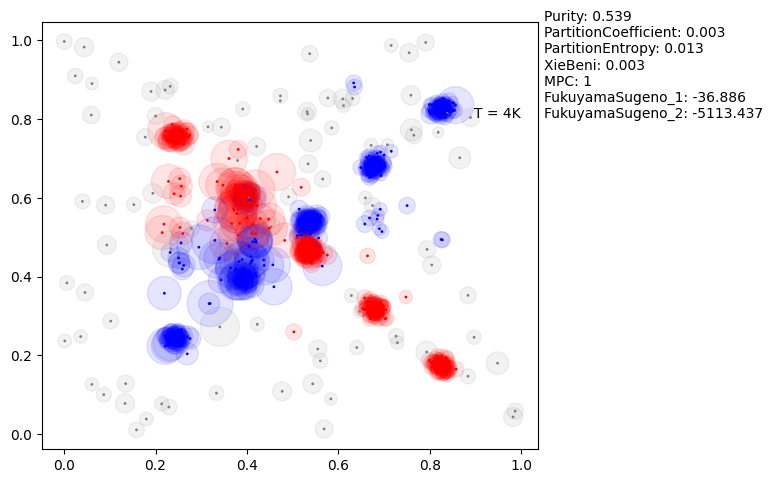 Purity: 0.539
PartitionCoefficient: 0.003
PartitionEntropy: 0.013
XieBeni: 0.003
MPC: 1
FukuyamaSugeno_1: -36.886
FukuyamaSugeno_2: -5113.437
T = 4K
1.0
0.8
0.6
0.4
0.2
0.0
0.0 0.2 0.4 0.6 0.8 1.0